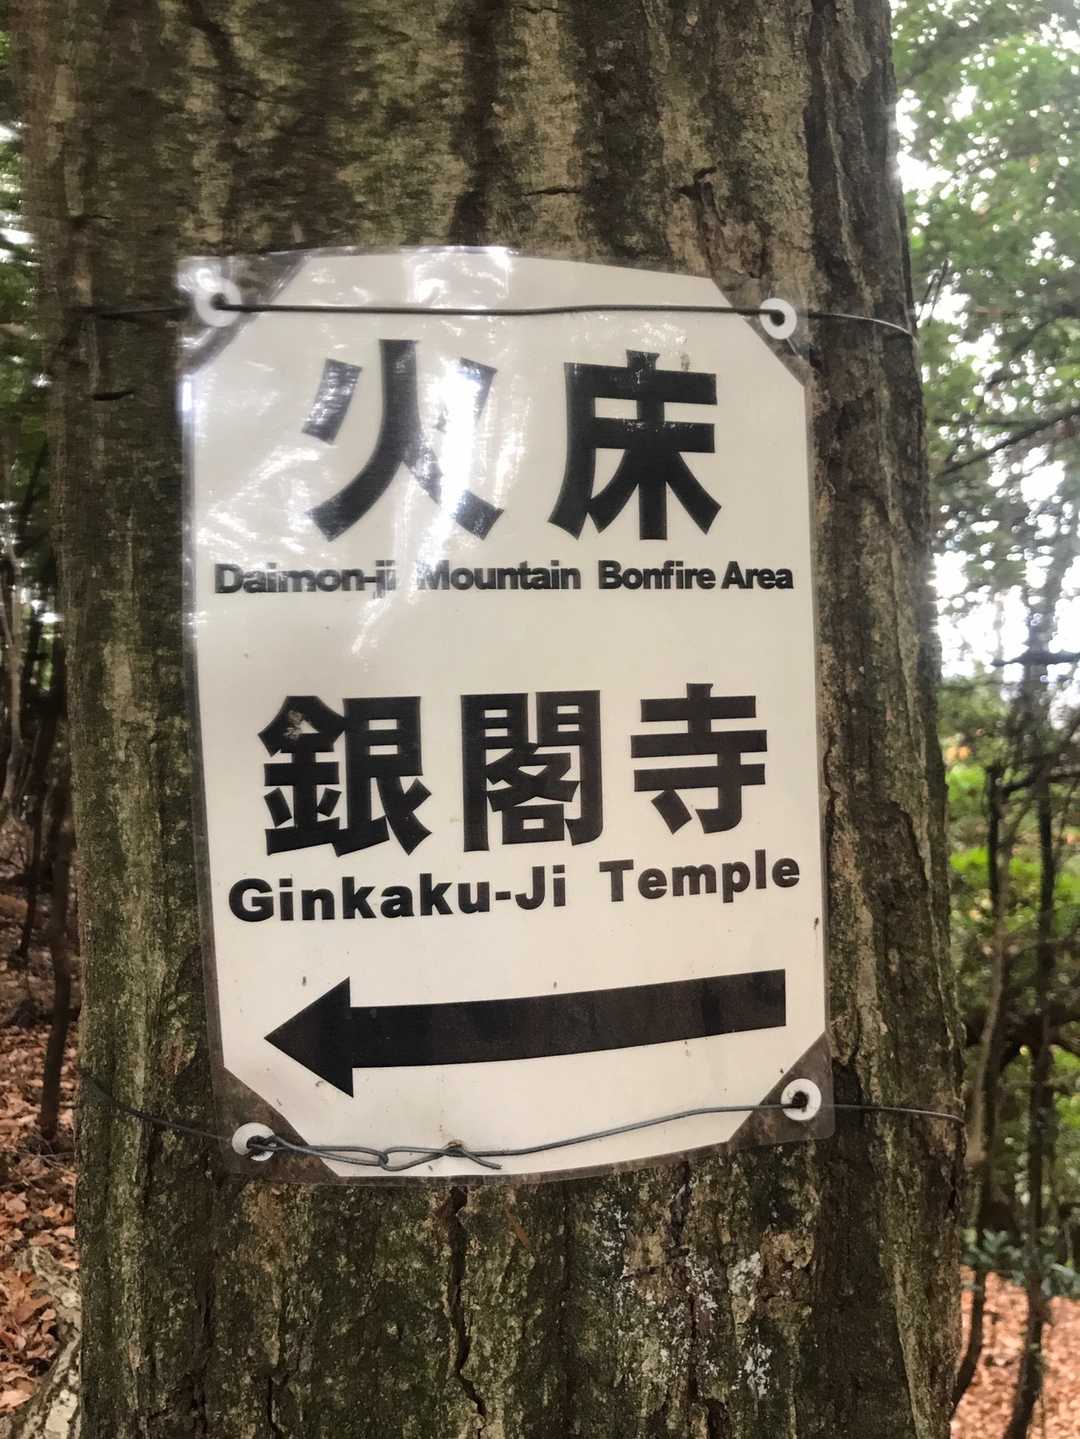 火床
Daimon-ji Mountain Bonfire Area
銀閣寺
Ginkaku-Ji Temple